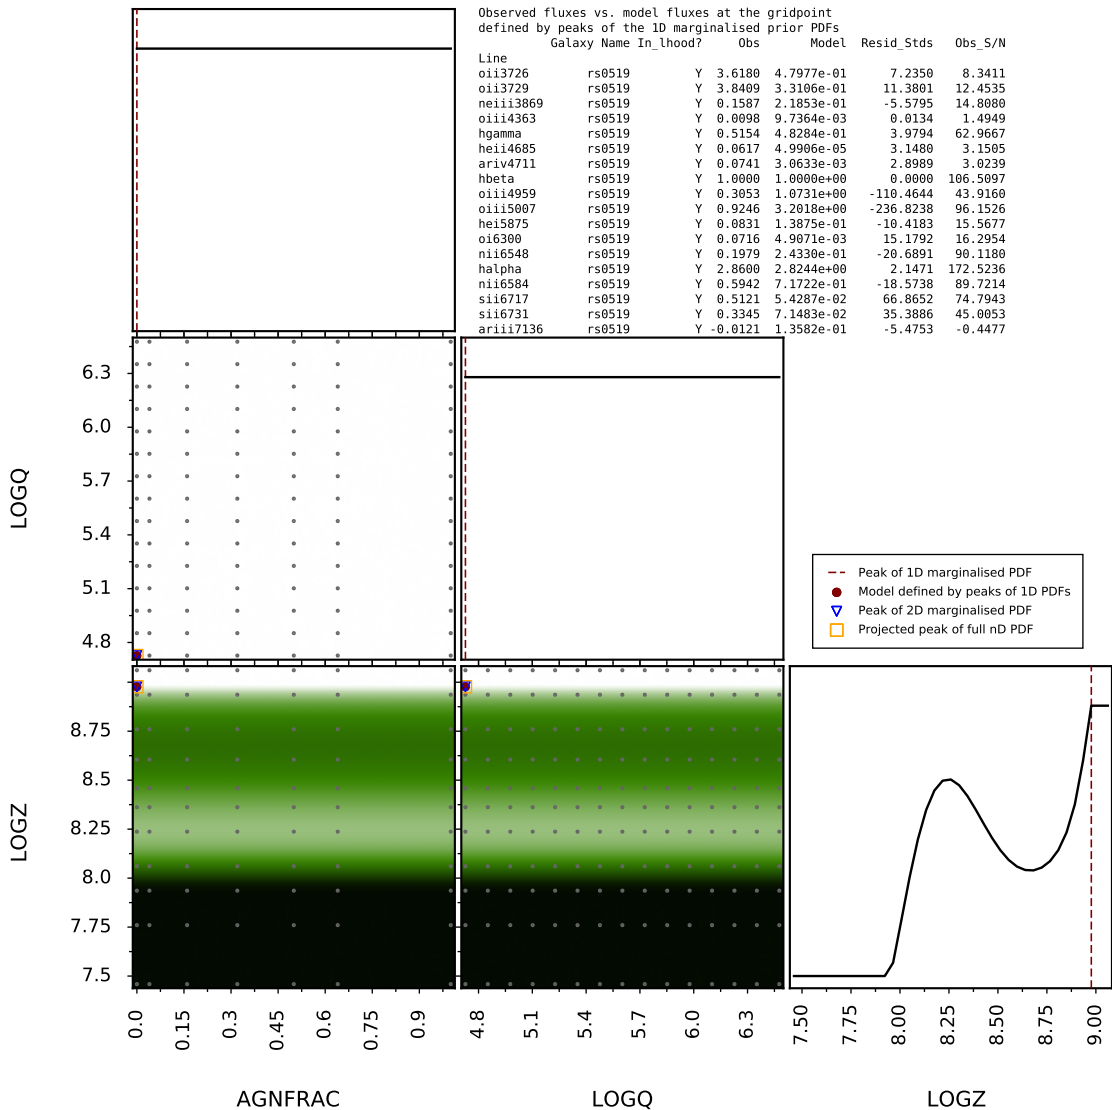 Observed fluxes vs. model fluxes at the gridpoint
defined by peaks of the 1D marginalised prior PDFs
Galaxy Name In_lhood? Obs Model Resid_Stds Obs_S/N
Line
oii3726 rs0519 Y 3.6180 4.7977e-01 7.2350 8.3411
oii3729 rs0519 Y 3.8409 3.3106e-01 11.3801 12.4535
neiii3869 rs0519 Y 0.1587 2.1853e-01 -5.5795 14.8080
oiii4363 rs0519 Y 0.0098 9.7364e-03 0.0134 1.4949
hgamma rs0519 Y 0.5154 4.8284e-01 3.9794 62.9667
heii4685 rs0519 Y 0.0617 4.9906e-05 3.1480 3.1505
ariv4711 rs0519 Y 0.0741 3.0633e-03 2.8989 3.0239
hbeta rs0519 Y 1.0000 1.0000e+00 0.0000 106.5097
oiii4959 rs0519 Y 0.3053 1.0731e+00 -110.4644 43.9160
oiii5007 rs0519 Y 0.9246 3.2018e+00 -236.8238 96.1526
hei5875 rs0519 Y 0.0831 1.3875e-01 -10.4183 15.5677
oi6300 rs0519 Y 0.0716 4.9071e-03 15.1792 16.2954
nii6548 rs0519 Y 0.1979 2.4330e-01 -20.6891 90.1180
halpha rs0519 Y 2.8600 2.8244e+00 2.1471 172.5236
nii6584 rs0519 Y 0.5942 7.1722e-01 -18.5738 89.7214
sii6717 rs0519 Y 0.5121 5.4287e-02 66.8652 74.7943
sii6731 rs0519 Y 0.3345 7.1483e-02 35.3886 45.0053
ariii7136 rs0519 Y -0.0121 1.3582e-01 -5.4753 -0.4477
6.3
6.0
5.7
5.4
5.1
4.8
LOGQ
Peak of 1D marginalised PDF
Model defined by peaks of 1D PDFs
Peak of 2D marginalised PDF
Projected peak of full nD PDF
8.75
8.5
8.25
8.0
7.75
7.5
LOGZ
0.0 0.15 0.3 0.45 0.6 0.75 0.9
4.8 5.1 5.4 5.7 6.0 6.3
7.50 7.75 8.00 8.25 8.50 8.75 9.00
AGNFRAC LOGQ LOGZ